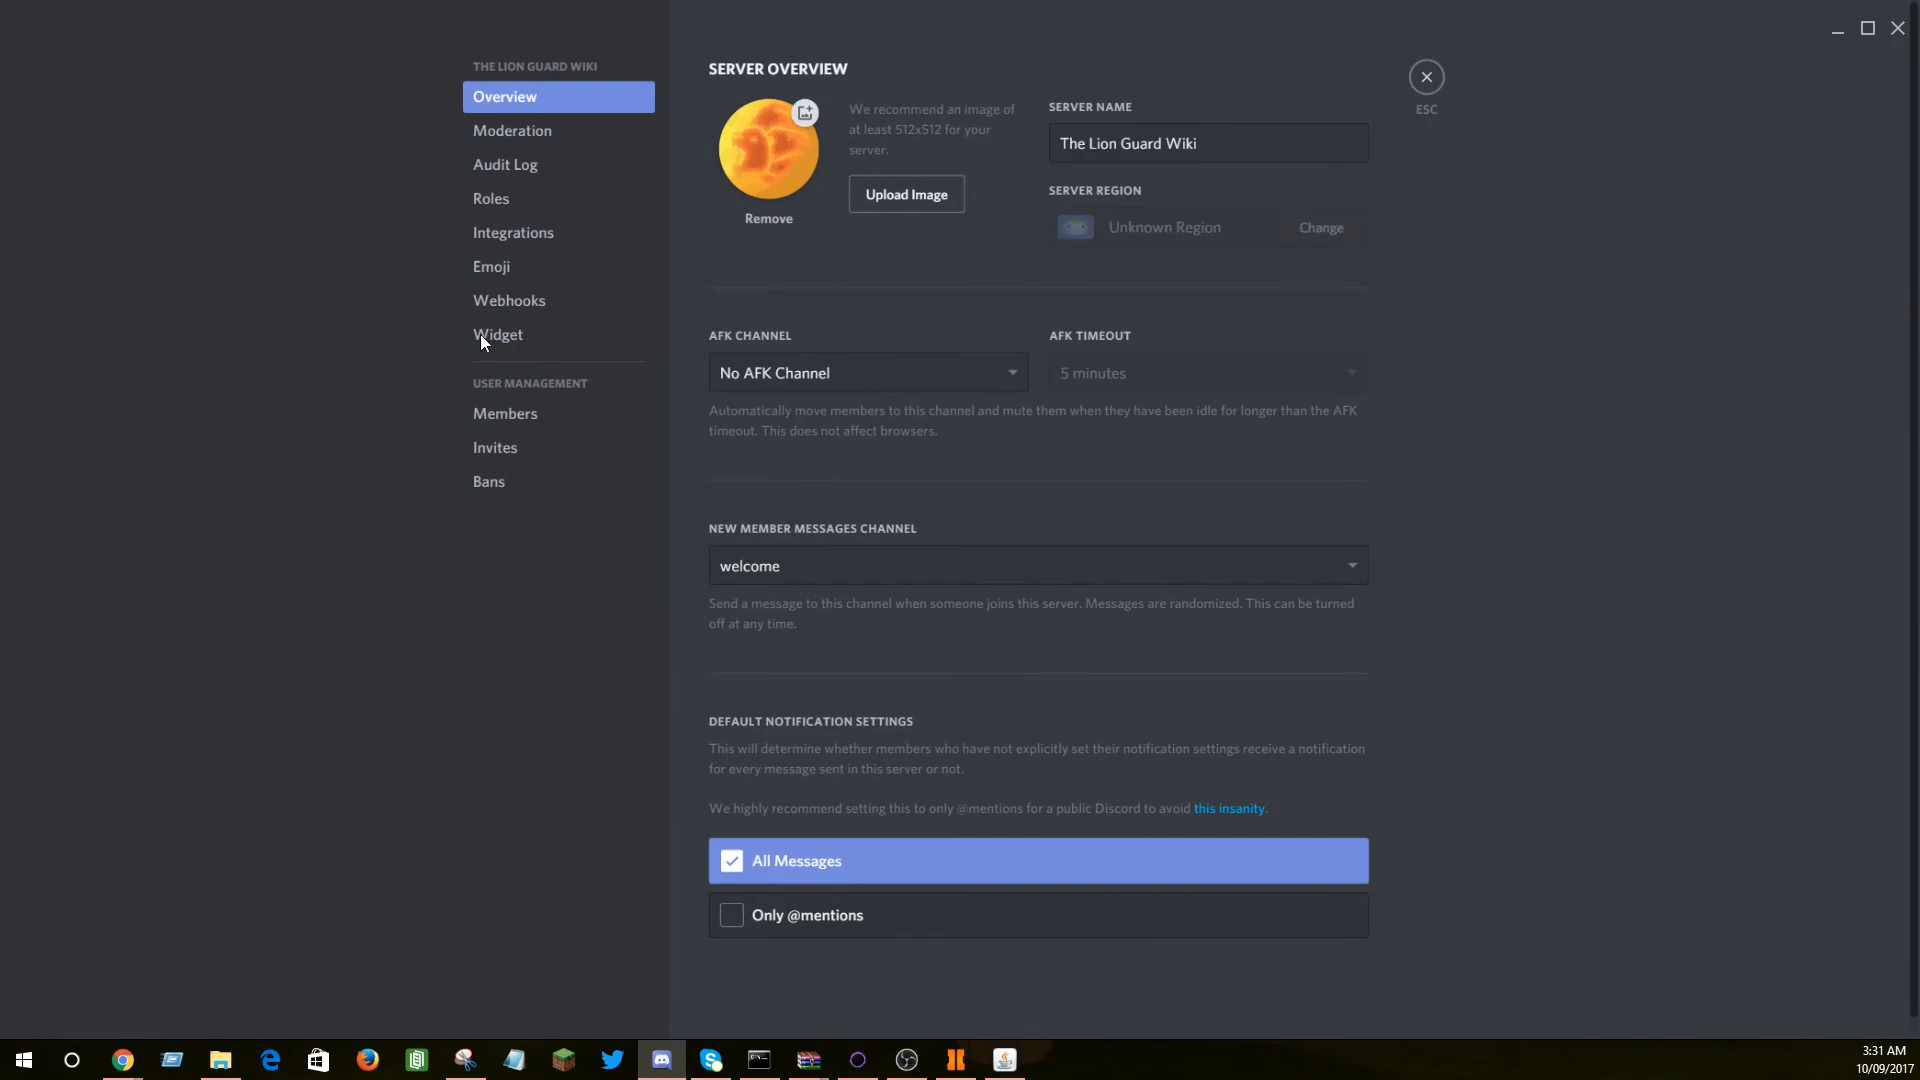 THE LION GUARD WIKI
Overview
Moderation
Audit Log
Roles
Integrations
Emoji
Webhooks
Widget
USER MANAGEMENT
Members
Invites
Bans
SERVER OVERVIEW
We recommend an image of
at least 512x512 for your
server.
Upload Image
Remove
SERVER NAME
The Lion Guard Wiki
SERVER REGION
Unknown Region
Change
ESC
AFK CHANNEL
No AFK Channel
AFK TIMEOUT
5 minutes
Automatically move members to this channel and mute them when they have been idle for longer than the AFK
timeout. This does not affect browsers.
NEW MEMBER MESSAGES CHANNEL
welcome
Send a message to this channel when someone joins this server. Messages are randomized. This can be turned
off at any time.
DEFAULT NOTIFICATION SETTINGS
This will determine whether members who have not explicitly set their notification settings receive a notification
for every message sent in this server or not.
We highly recommend setting this to only @mentions for a public Discord to avoid this insanity.
All Messages
Only @mentions
3:31 AM
10/09/2017